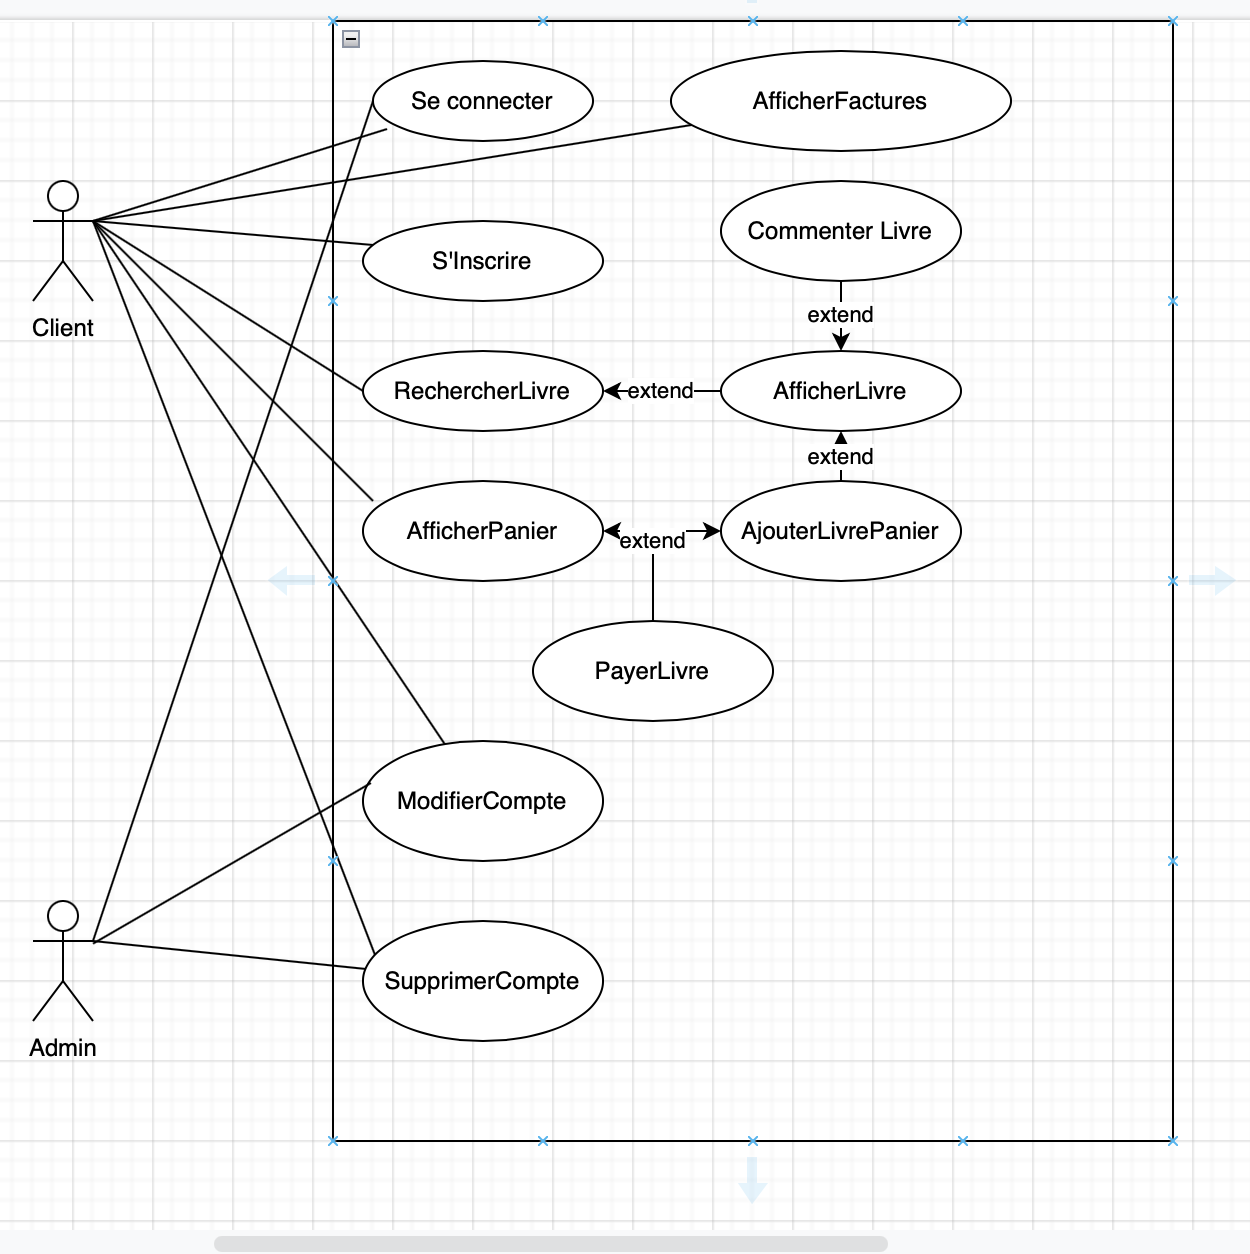 Se connecter
AfficherFactures
Commenter Livre
S'Inscrire
extend
Client
RechercherLivre
extend
AfficherLivre
extend
AfficherPanier
extend
AjouterLivrePanier
PayerLivre
ModifierCompte
SupprimerCompte
Admin